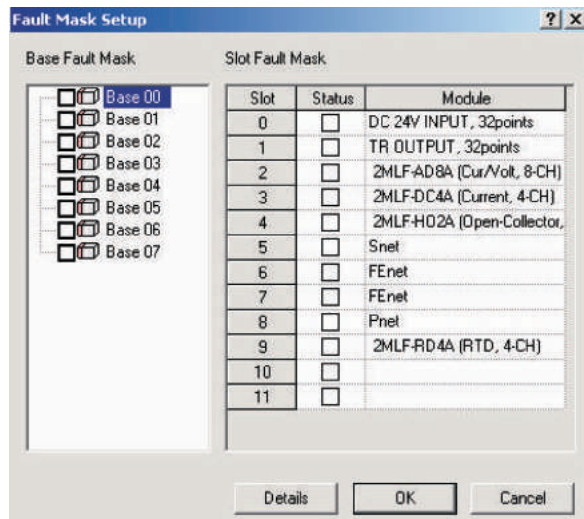 Fault Mask Setup
? x
Base Fault Mask
Slot Fault Mask
Base 00
Base 01
Base 02
Base 03
Base 04
Base 05
Base 06
Base 07
Slot Status Module
0 DC 24V INPUT, 32points
1 TR OUTPUT, 32points
2 2MLF-AD8A (Cur/Volt, 8-CH)
3 2MLF-DC4A (Current, 4-CH)
4 2MLF-HO2A (Open-Collector,
5 Snet
6 FEnet
7 FEnet
8 Pnet
9 2MLF-RD4A (RTD, 4-CH)
10
11
Details OK Cancel